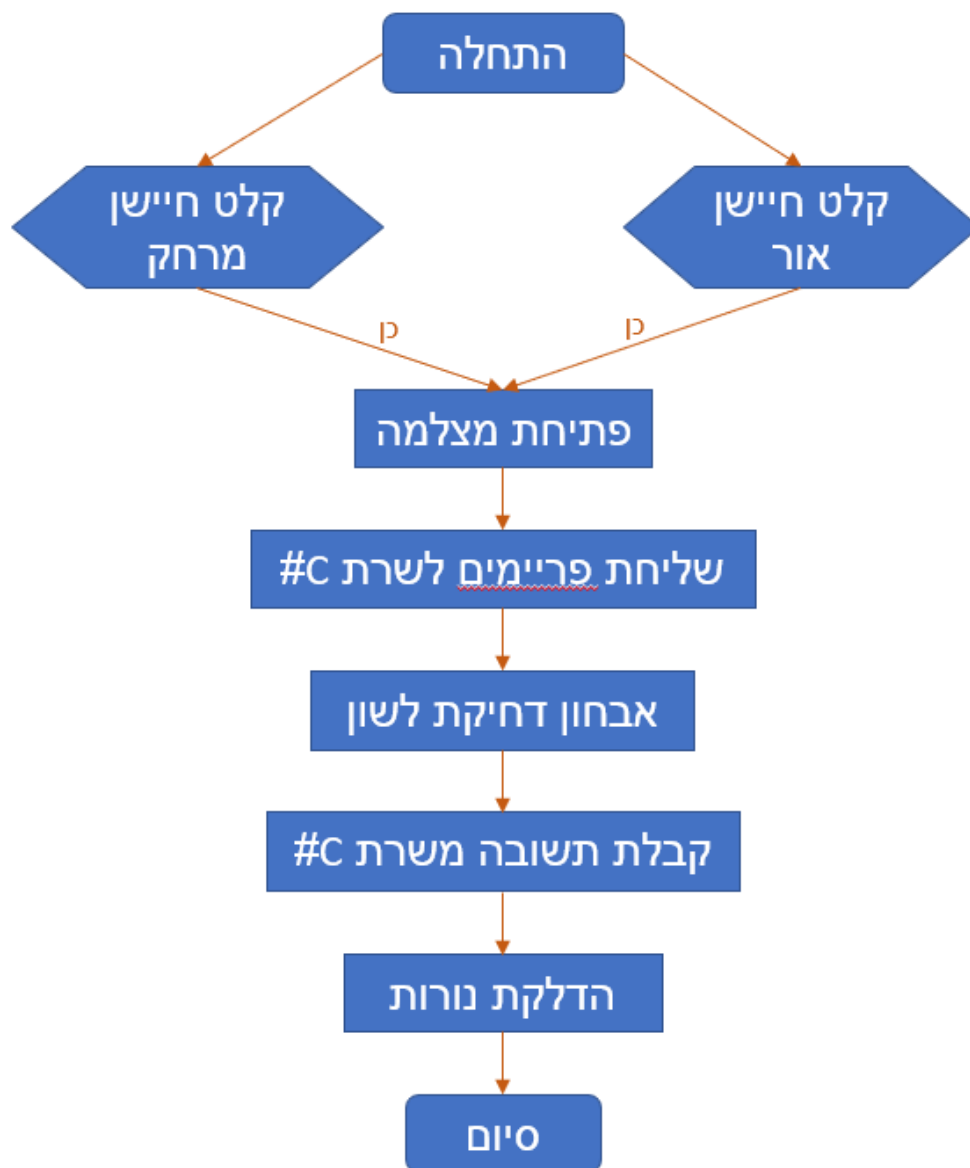 התחלה
קלט חיישן
אור
קלט חיישן
מרחק
כן
כן
פתיחת מצלמה
שליחת פריימים לשרת C#
אבחון דחיקת לשון
קבלת תשובה משרת C#
הדלקת נורות
סיום